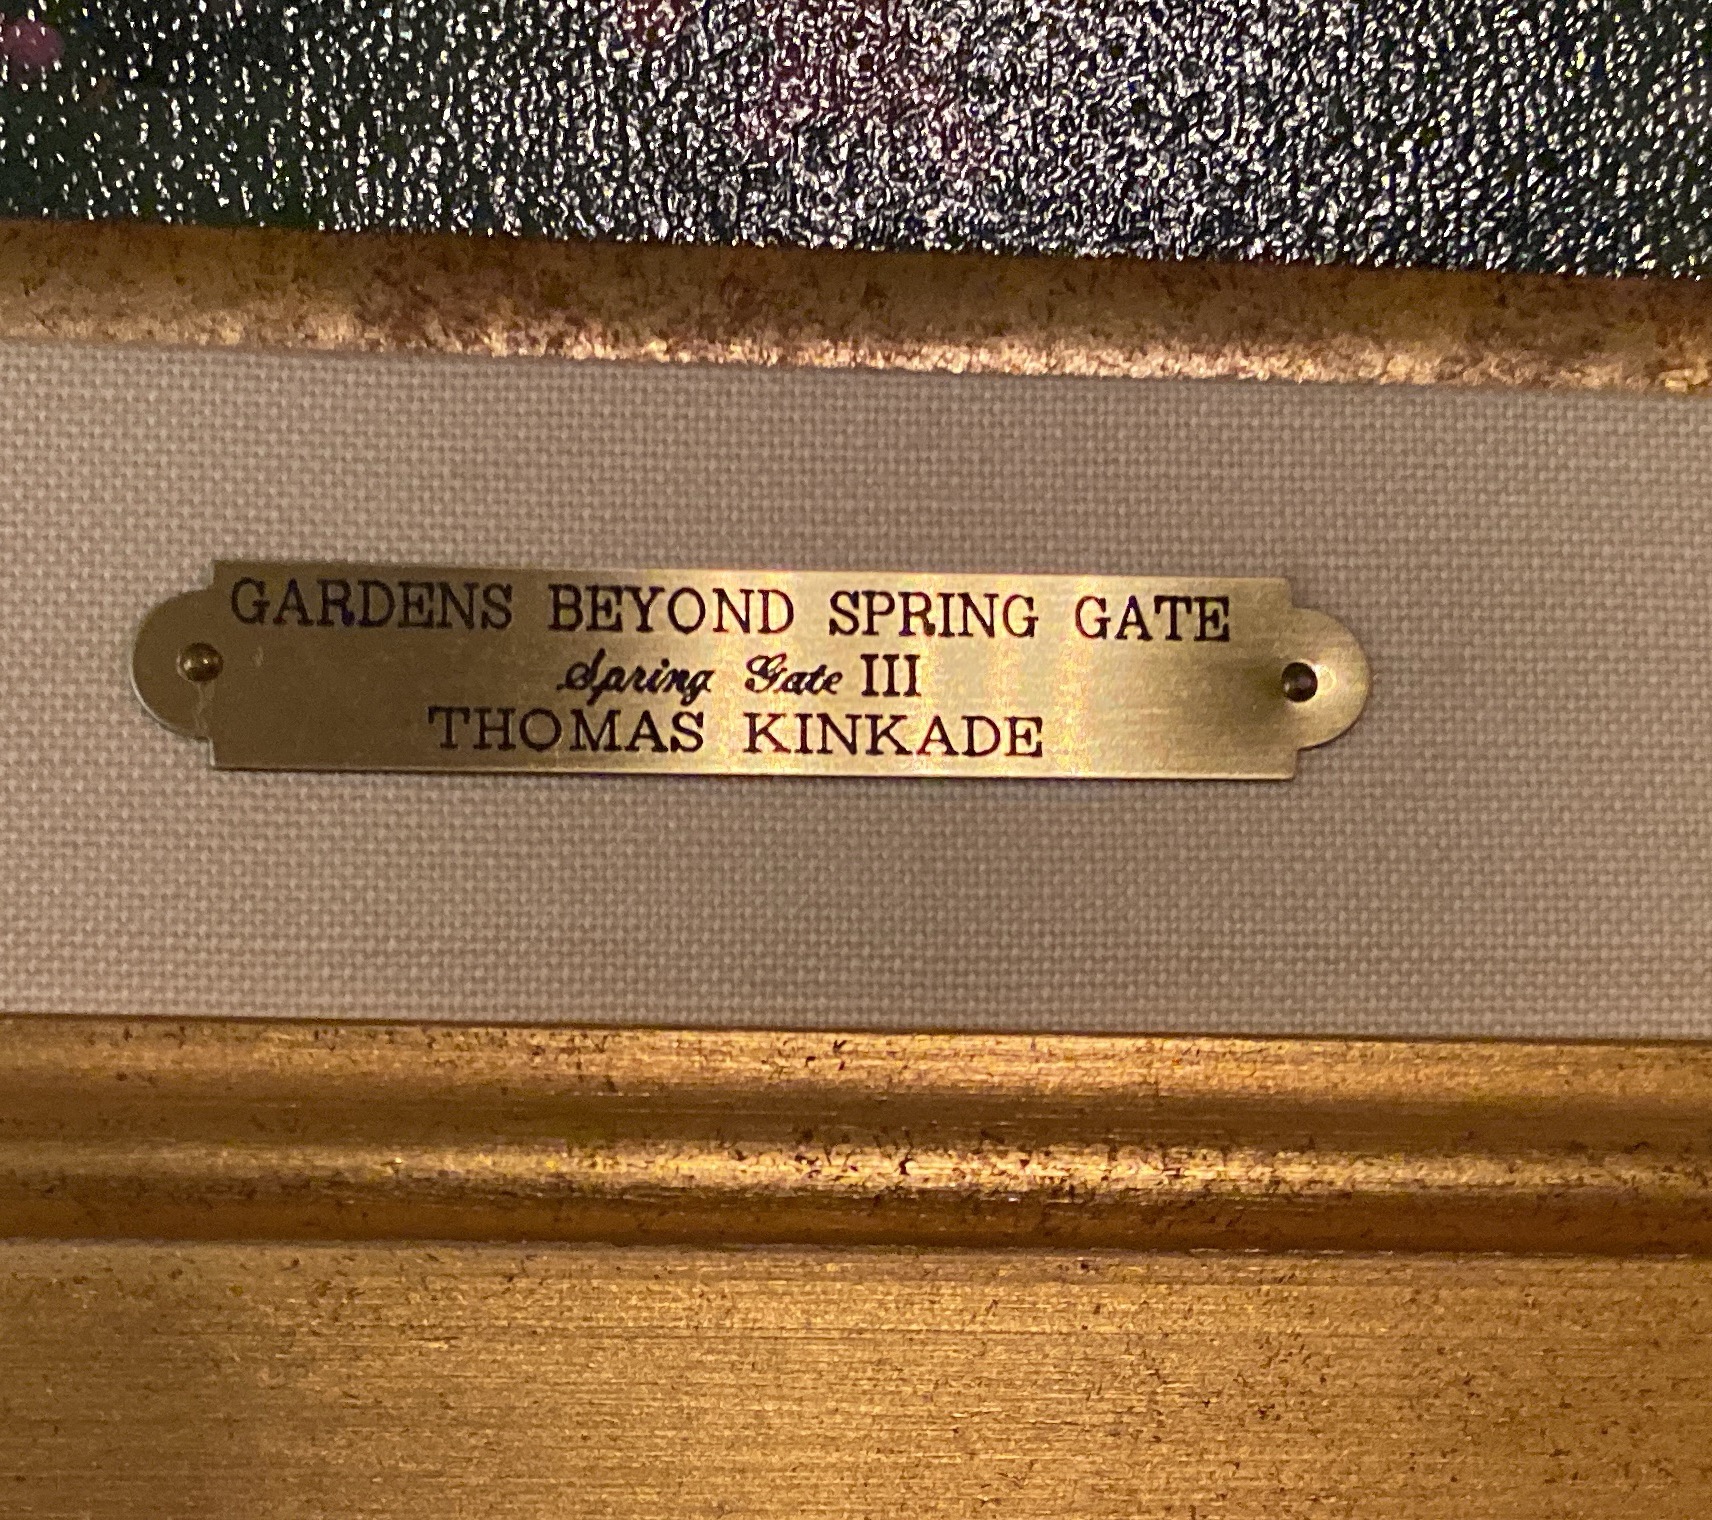 GARDENS BEYOND SPRING GATE
Spring Gate III
THOMAS KINKADE